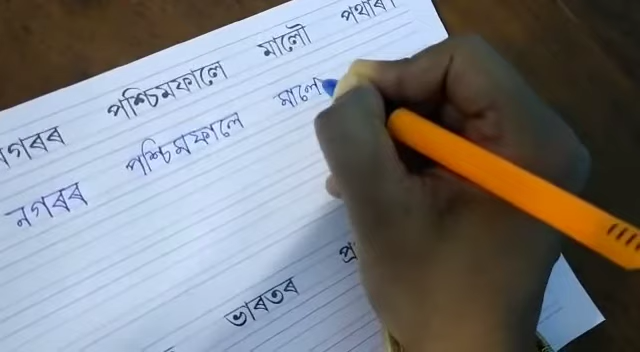 নগৰৰ পশ্চিমফালে মালৌ পথাৰ।
নগৰৰ পশ্চিমফালে মালে
ভাৰতৰ প্ৰ